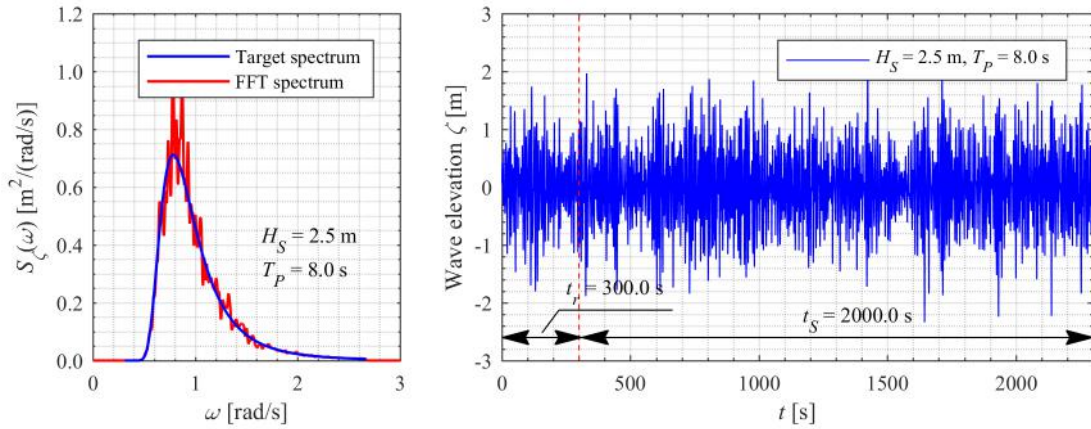 1.2
1.0
0.8
0.6
0.4
0.2
0.0
S_ζ(ω) [m²/(rad/s)]
Target spectrum
FFT spectrum
H_S = 2.5 m
T_P = 8.0 s
0 1 2 3
ω [rad/s]
3
2
1
0
-1
-2
-3
Wave elevation ζ [m]
H_S = 2.5 m, T_P = 8.0 s
t_r = 300.0 s
t_S = 2000.0 s
0 500 1000 1500 2000
t [s]